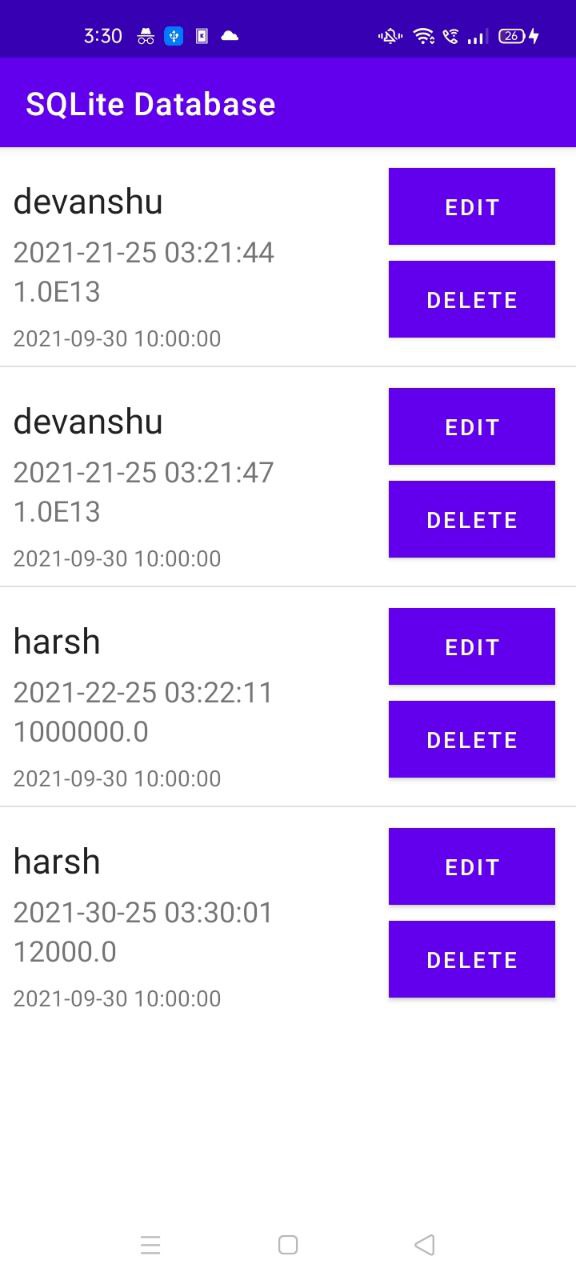 3:30
26
SQLite Database
devanshu
2021-21-25 03:21:44
1.0E13
2021-09-30 10:00:00
EDIT
DELETE
devanshu
2021-21-25 03:21:47
1.0E13
2021-09-30 10:00:00
EDIT
DELETE
harsh
2021-22-25 03:22:11
1000000.0
2021-09-30 10:00:00
EDIT
DELETE
harsh
2021-30-25 03:30:01
12000.0
2021-09-30 10:00:00
EDIT
DELETE